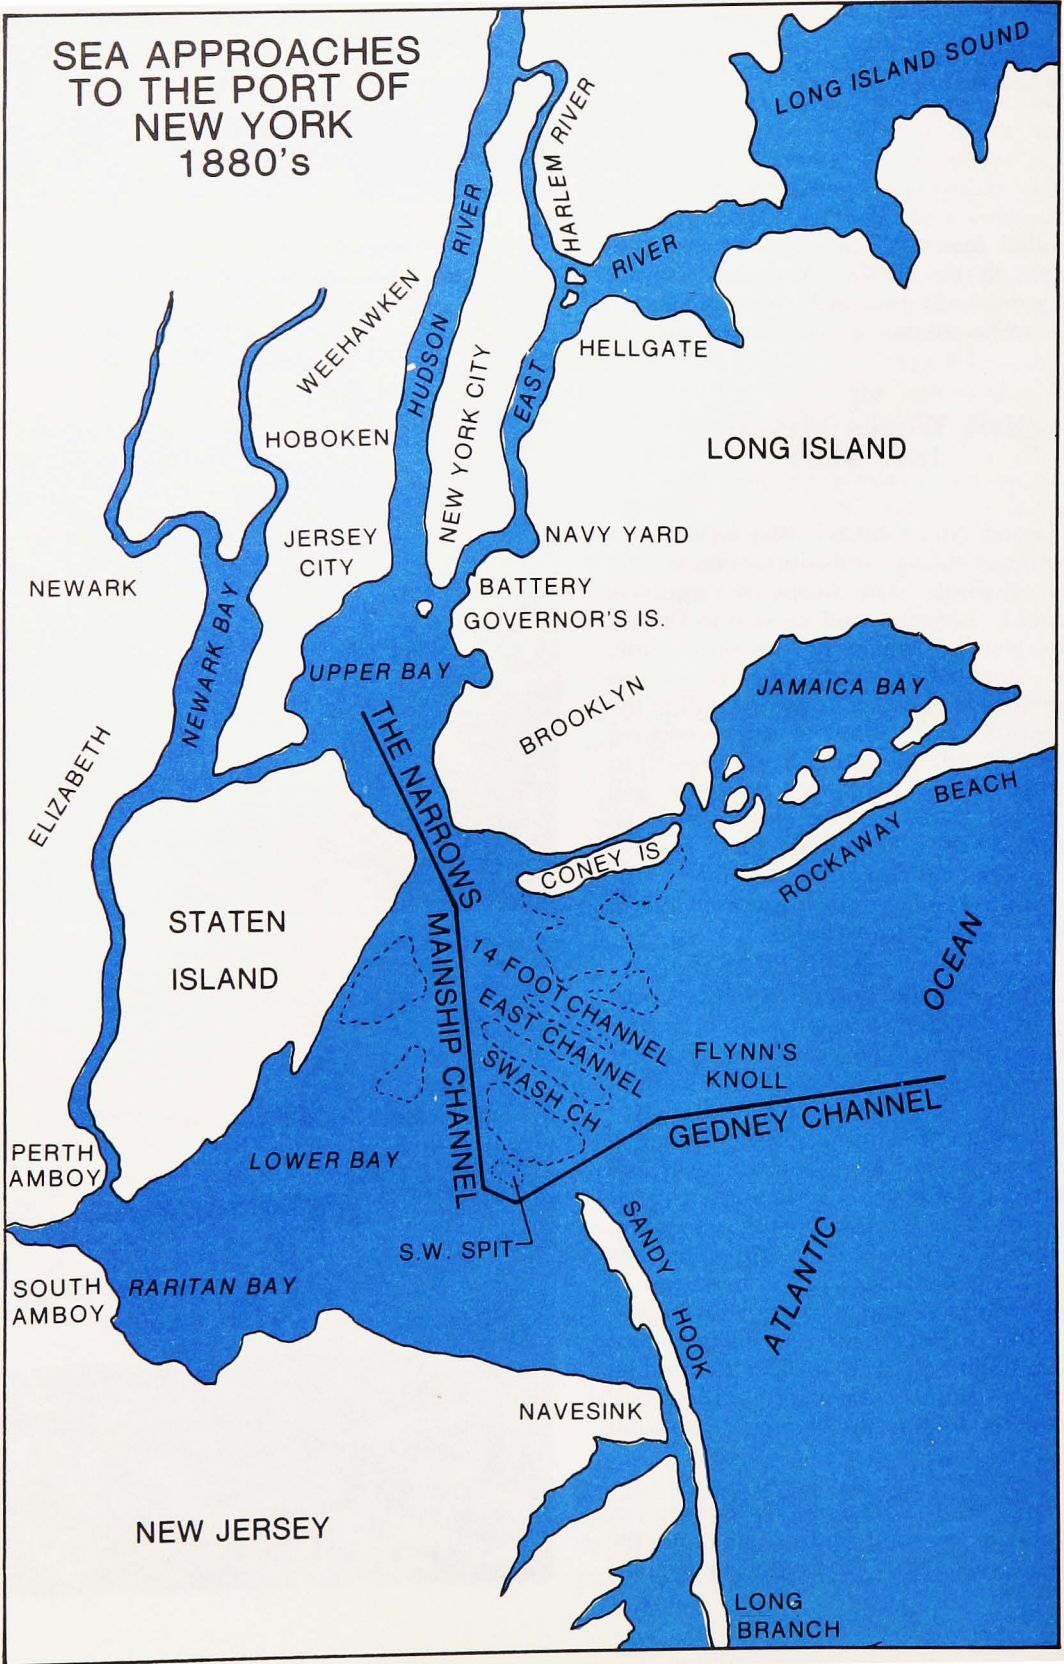 SEA APPROACHES
TO THE PORT OF
NEW YORK
1880's
LONG ISLAND SOUND
HARLEM RIVER
HUDSON RIVER
EAST RIVER
WEEHAWKEN
HELLGATE
NEW YORK CITY
HOBOKEN
LONG ISLAND
JERSEY
CITY
NAVY YARD
NEWARK
BATTERY
GOVERNOR'S IS.
NEWARK BAY
UPPER BAY
JAMAICA BAY
BROOKLYN
THE NARROWS
ELIZABETH
BEACH
ROCKAWAY
CONEY IS
STATEN
ISLAND
OCEAN
MAINSHIP CHANNEL
14 FOOT CHANNEL
EAST CHANNEL
SWASH CH
FLYNN'S
KNOLL
GEDNEY CHANNEL
PERTH
AMBOY
LOWER BAY
S.W. SPIT
SANDY HOOK
ATLANTIC
SOUTH
AMBOY
RARITAN BAY
NAVESINK
NEW JERSEY
LONG
BRANCH